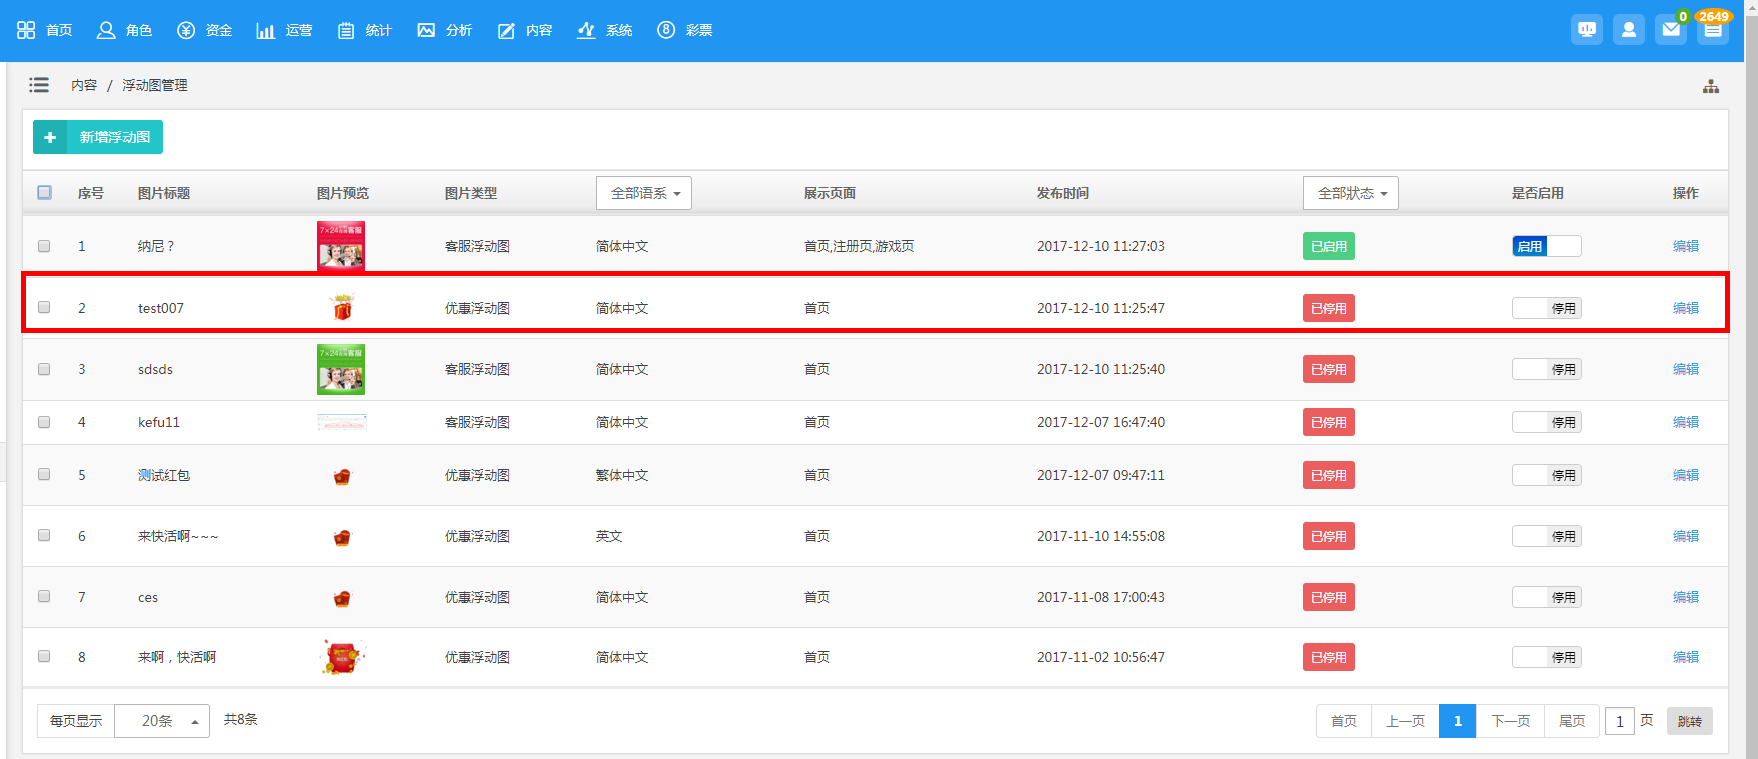 首页 角色 资金 运营 统计 分析 内容 系统 彩票 0 2649
内容 / 浮动图管理
新增浮动图
序号 图片标题 图片预览 图片类型 全部语系 展示页面 发布时间 全部狀态 是否启用 操作
1 纳尼？ 7×24 客服 客服浮动图 简体中文 首页,注册页,游戏页 2017-12-10 11:27:03 已启用 启用 编辑
2 test007 优惠浮动图 简体中文 首页 2017-12-10 11:25:47 已停用 停用 编辑
3 sdsds 7×24 客服 客服浮动图 简体中文 首页 2017-12-10 11:25:40 已停用 停用 编辑
4 kefu11 客服浮动图 简体中文 首页 2017-12-07 16:47:40 已停用 停用 编辑
5 测试红包 优惠浮动图 繁体中文 首页 2017-12-07 09:47:11 已停用 停用 编辑
6 来快活啊~~~ 优惠浮动图 英文 首页 2017-11-10 14:55:08 已停用 停用 编辑
7 ces 优惠浮动图 简体中文 首页 2017-11-08 17:00:43 已停用 停用 编辑
8 来啊，快活啊 优惠浮动图 简体中文 首页 2017-11-02 10:56:47 已停用 停用 编辑
每页显示 20条 共8条 首页 上一页 1 下一页 尾页 1 页 跳转